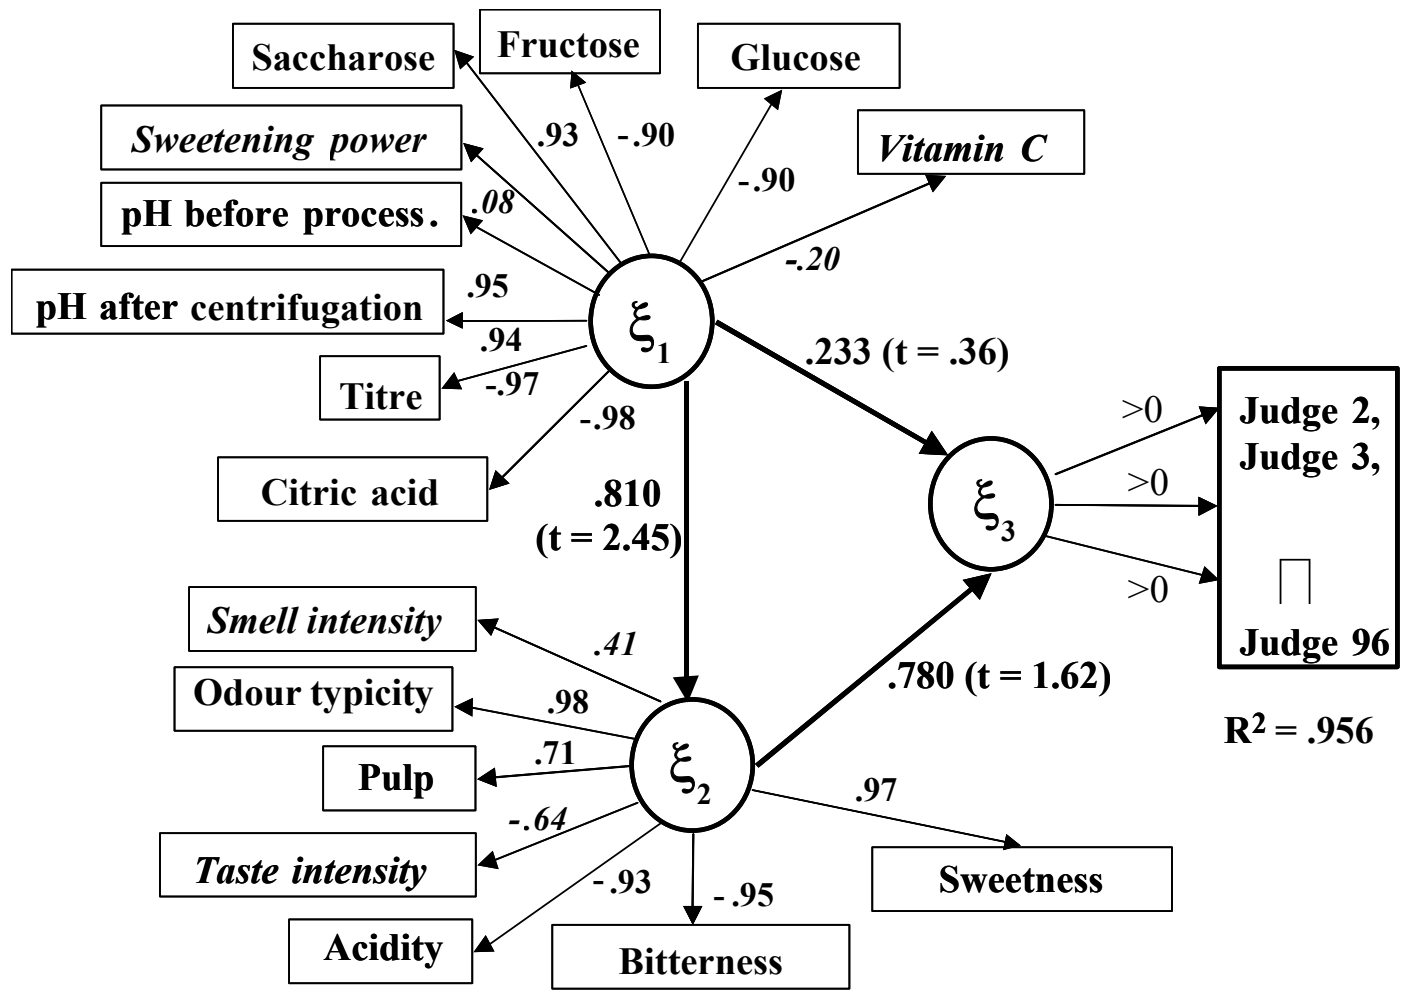 Saccharose
Fructose
Glucose
Sweetening power
.93
-.90
Vitamin C
-.90
pH before process.
.08
-.20
pH after centrifugation
.95
ξ1
.94
.233 (t = .36)
Titre
-.97
-.98
>0
Judge 2,
Judge 3,
Citric acid
.810
(t = 2.45)
ξ3
>0
>0
Smell intensity
.41
Judge 96
Odour typicity
.98
.780 (t = 1.62)
R2 = .956
Pulp
.71
ξ2
-.64
.97
Taste intensity
-.93
-.95
Sweetness
Acidity
Bitterness